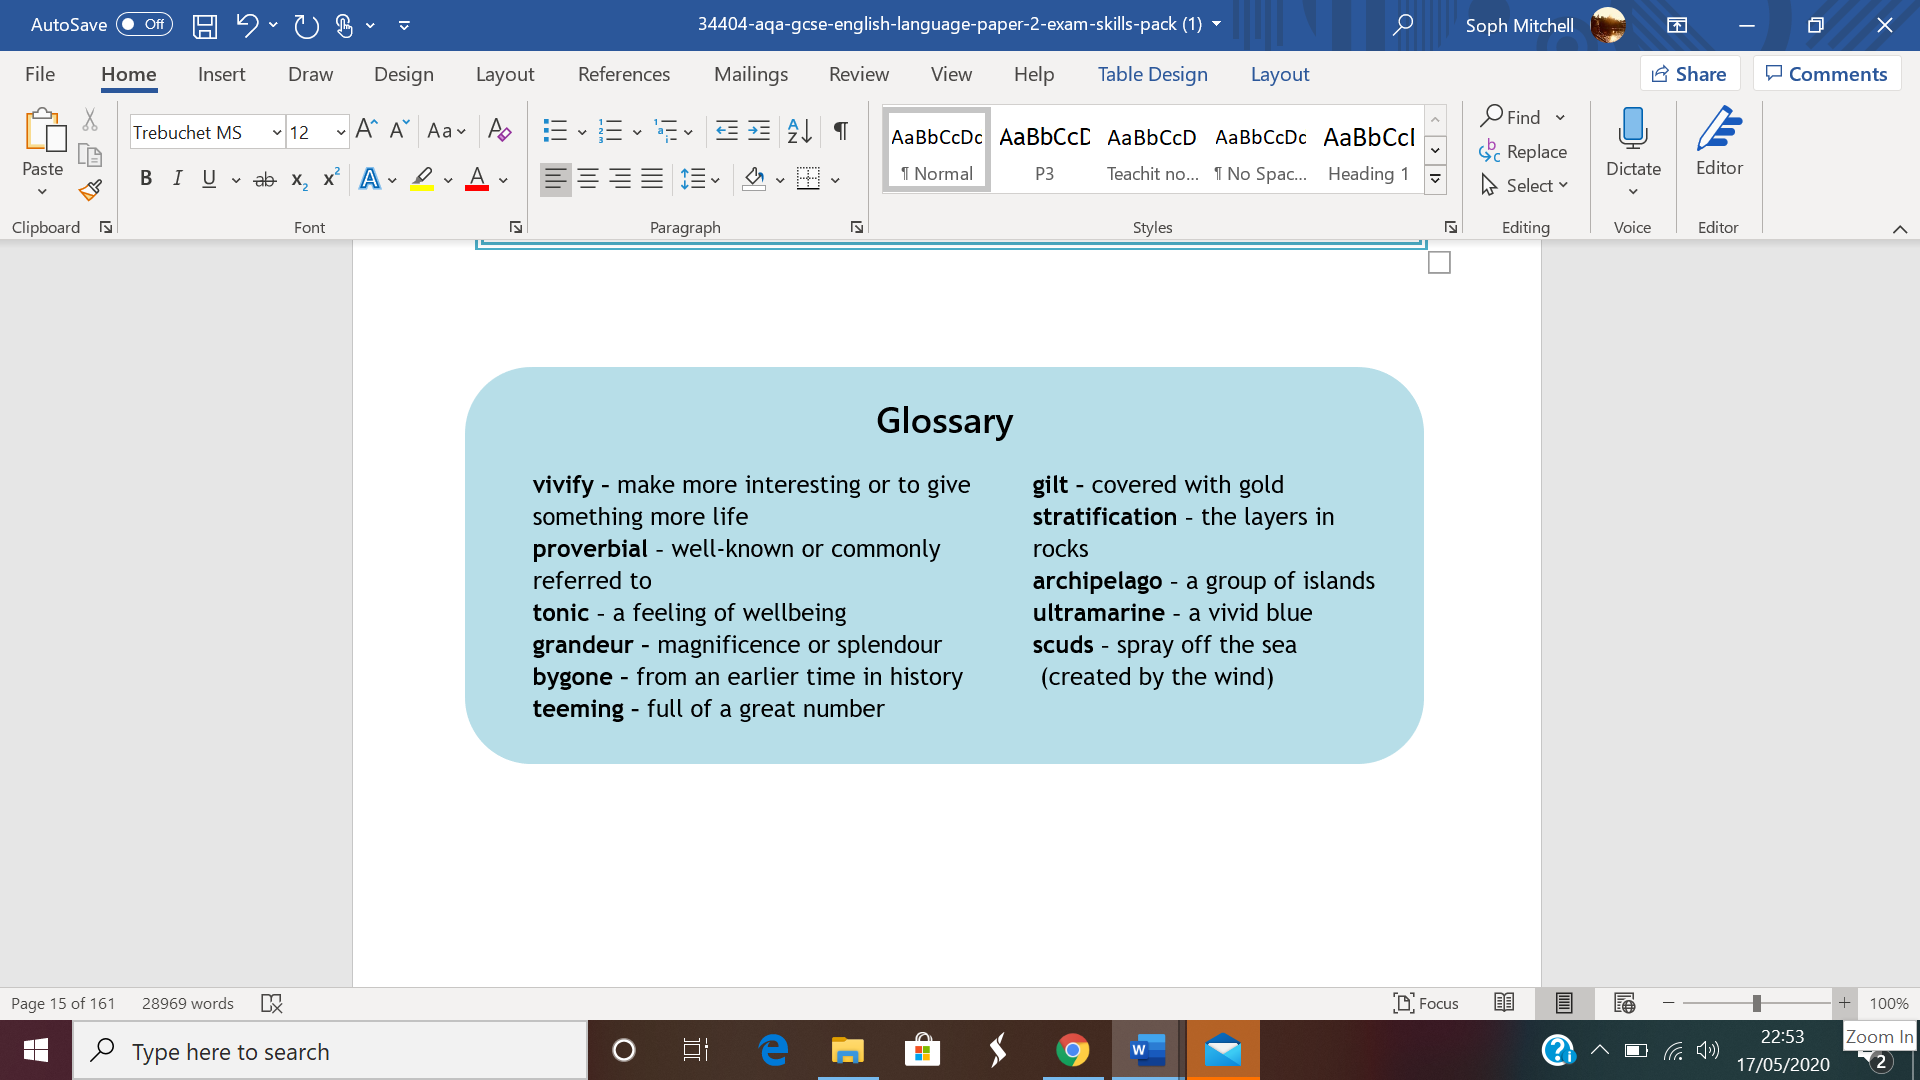 AutoSave Off 34404-aqa-gcse-english-language-paper-2-exam-skills-pack (1) Soph Mitchell
File Home Insert Draw Design Layout References Mailings Review View Help Table Design Layout Share Comments
Paste
Trebuchet MS 12 Aa
B I U ab x2 x2 A A
AaBbCcDc AaBbCcD AaBbCcD AaBbCcDc AaBbCcI
¶ Normal P3 Teachit no... ¶ No Spac... Heading 1
Find
Replace
Select
Dictate
Editor
Clipboard Font Paragraph Styles Editing Voice Editor
Glossary
vivify - make more interesting or to give
something more life
proverbial - well-known or commonly
referred to
tonic - a feeling of wellbeing
grandeur - magnificence or splendour
bygone - from an earlier time in history
teeming - full of a great number
gilt - covered with gold
stratification - the layers in
rocks
archipelago - a group of islands
ultramarine - a vivid blue
scuds - spray off the sea
(created by the wind)
Page 15 of 161 28969 words Focus 100%
Zoom In
Type here to search
22:53
17/05/2020
2